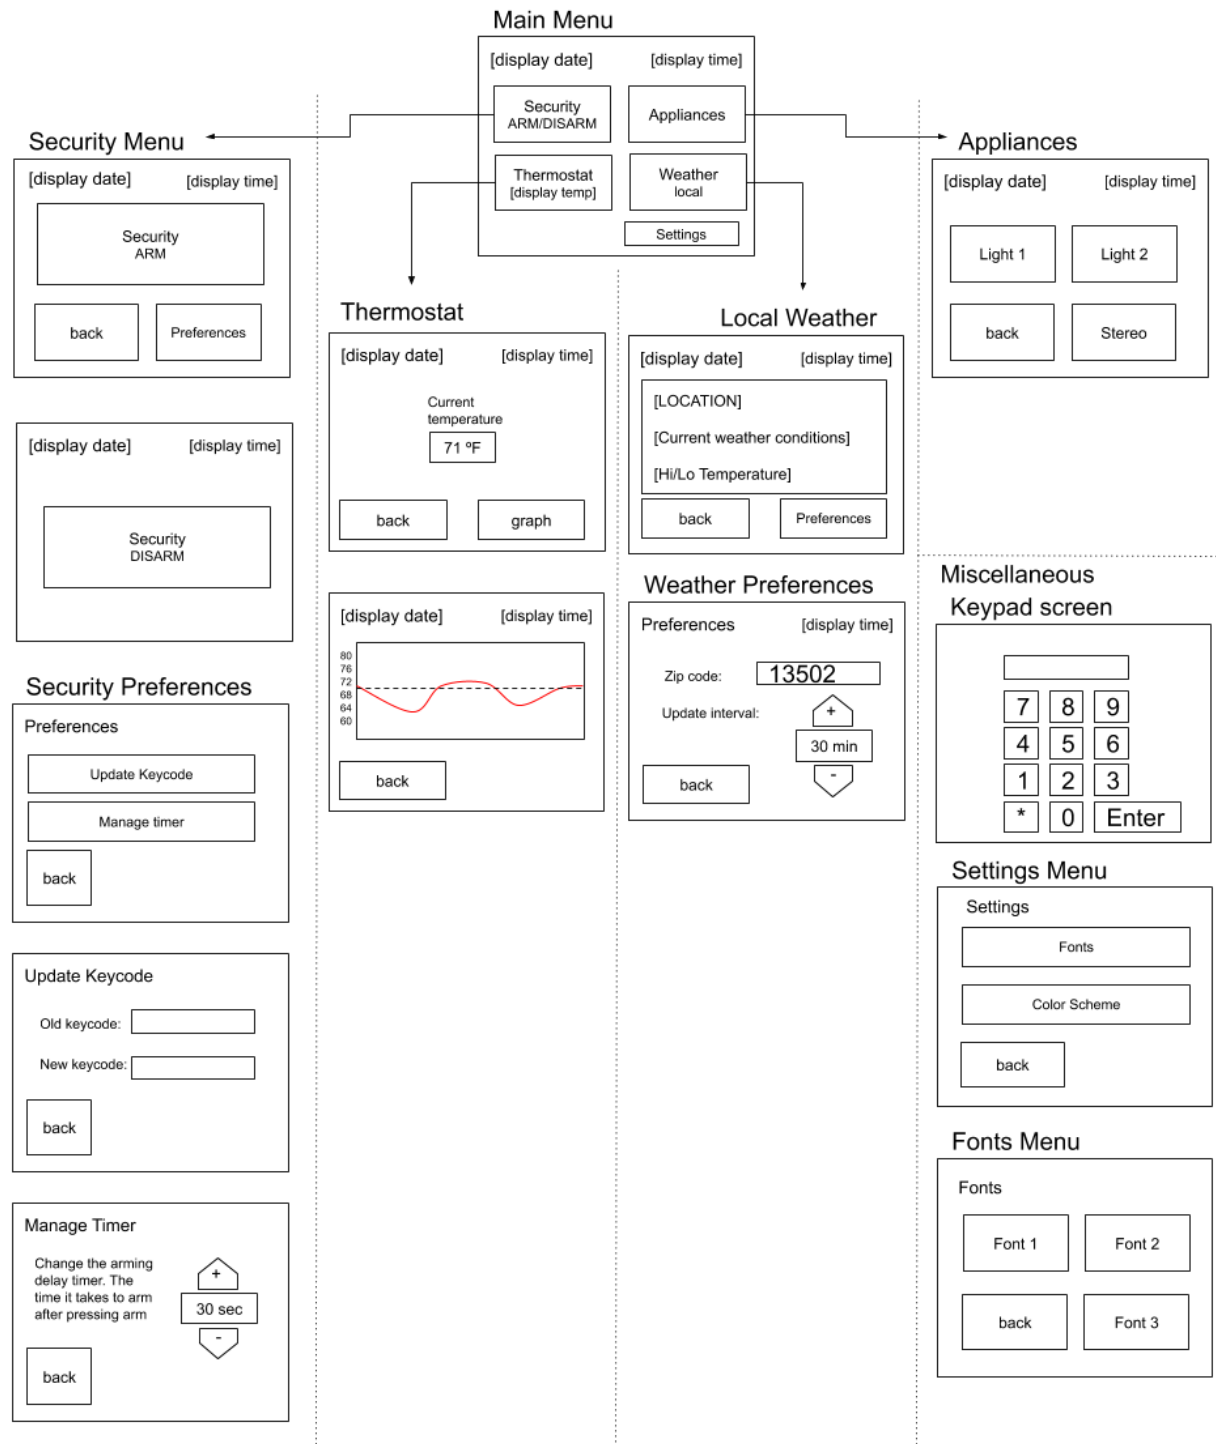 Main Menu
[display date] [display time]
Security
ARM/DISARM
Appliances
Thermostat
[display temp]
Weather
local
Settings
Security Menu
[display date] [display time]
Security
ARM
back
Preferences
[display date] [display time]
Security
DISARM
Security Preferences
Preferences
Update Keycode
Manage timer
back
Update Keycode
Old keycode:
New keycode:
back
Manage Timer
Change the arming
delay timer. The
time it takes to arm
after pressing arm
+
30 sec
-
back
Thermostat
[display date] [display time]
Current
temperature
71 ºF
back
graph
[display date] [display time]
80
76
72
68
64
60
back
Local Weather
[display date] [display time]
[LOCATION]
[Current weather conditions]
[Hi/Lo Temperature]
back
Preferences
Weather Preferences
Preferences [display time]
Zip code: 13502
Update interval:
+
30 min
-
back
Appliances
[display date] [display time]
Light 1
Light 2
back
Stereo
Miscellaneous
Keypad screen
7 8 9
4 5 6
1 2 3
* 0 Enter
Settings Menu
Settings
Fonts
Color Scheme
back
Fonts Menu
Fonts
Font 1
Font 2
back
Font 3